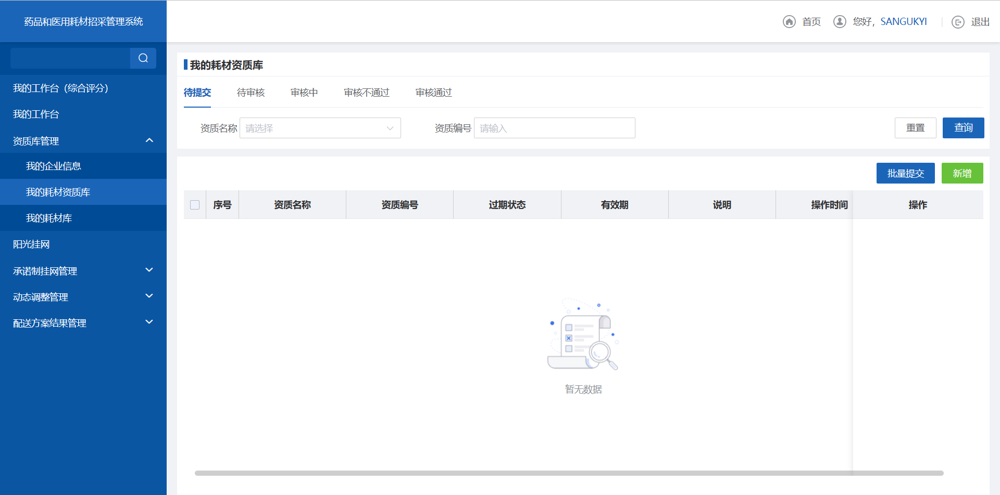 药品和医用耗材招采管理系统
首页
您好，SANGUKYI
退出
我的工作台（综合评分）
我的工作台
资质库管理
我的企业信息
我的耗材资质库
我的耗材库
阳光挂网
承诺制挂网管理
动态调整管理
配送方案结果管理
我的耗材资质库
待提交 待审核 审核中 审核不通过 审核通过
资质名称 请选择 资质编号 请输入 重置 查询
批量提交 新增
序号 资质名称 资质编号 过期状态 有效期 说明 操作时间 操作
暂无数据